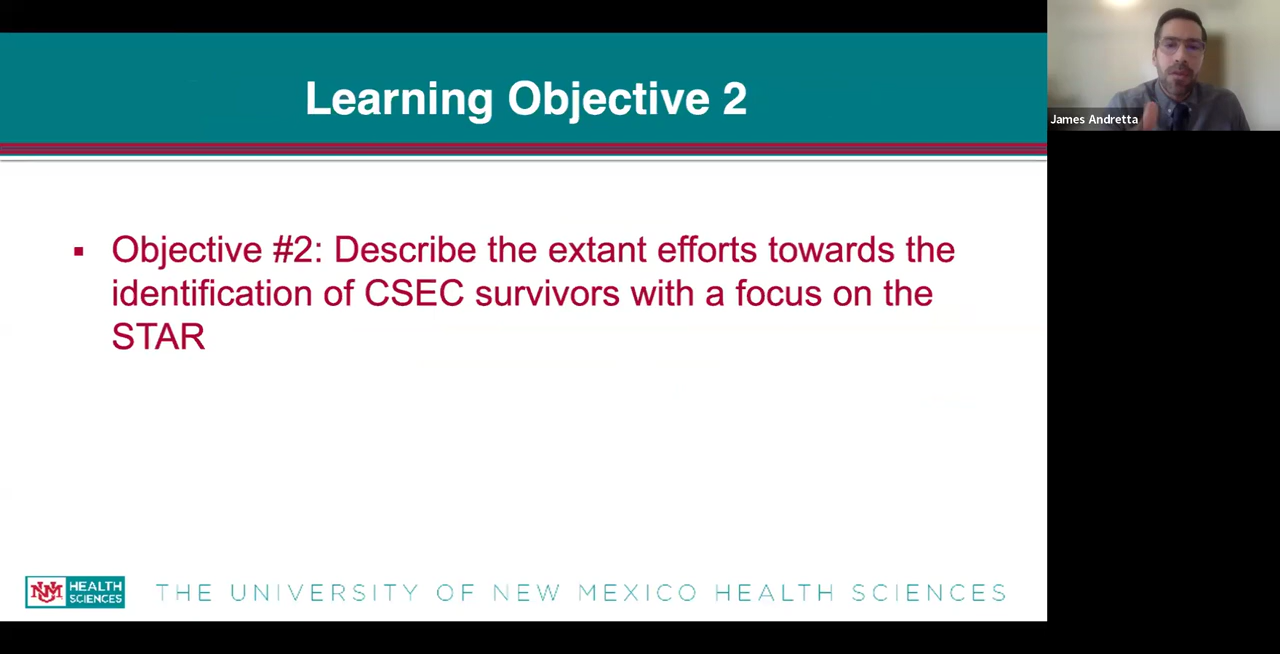 Learning Objective 2
James Andretta
▪ Objective #2: Describe the extant efforts towards the
identification of CSEC survivors with a focus on the
STAR
UNM HEALTH
SCIENCES
THE UNIVERSITY OF NEW MEXICO HEALTH SCIENCES